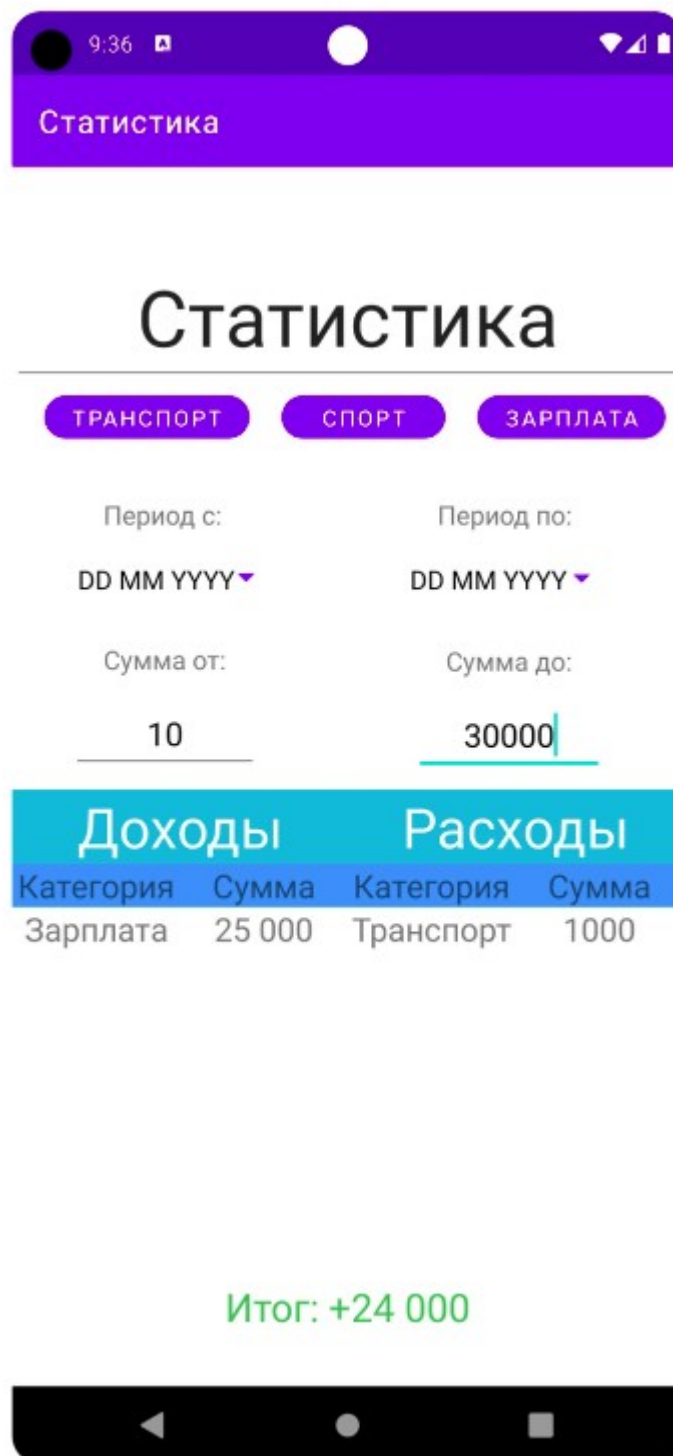 9:36
Статистика
Статистика
ТРАНСПОРТ СПОРТ ЗАРПЛАТА
Период с: Период по:
DD MM YYYY DD MM YYYY
Сумма от: Сумма до:
10 30000
Доходы Расходы
Категория Сумма Категория Сумма
Зарплата 25 000 Транспорт 1000
Итог: +24 000